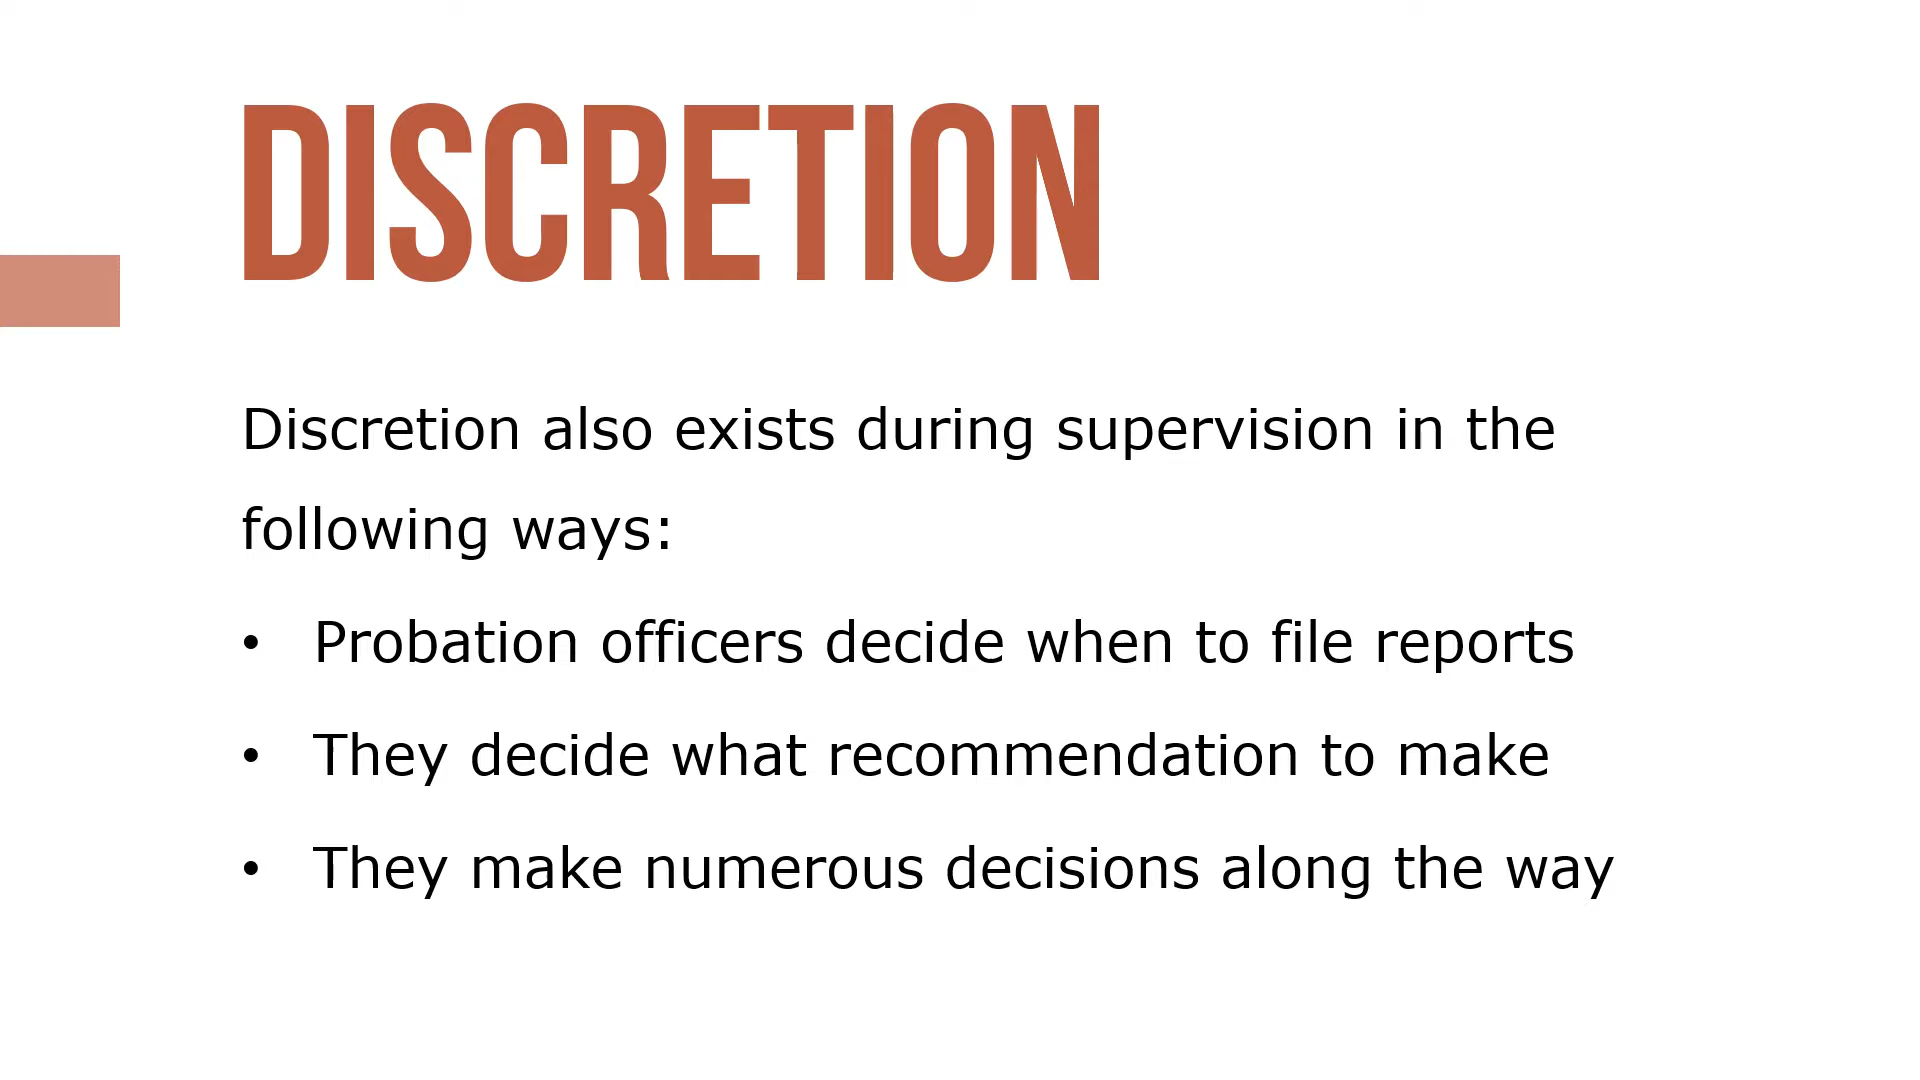 DISCRETION
Discretion also exists during supervision in the
following ways:
• Probation officers decide when to file reports
• They decide what recommendation to make
• They make numerous decisions along the way